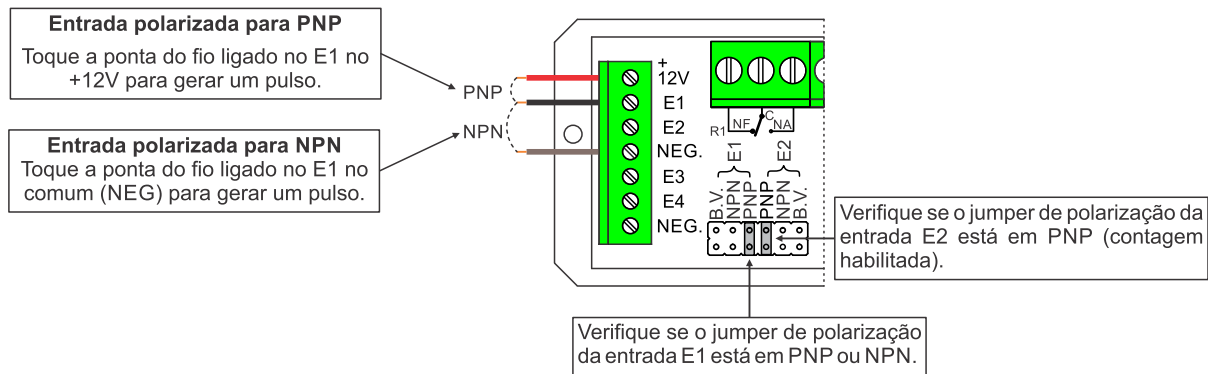 Entrada polarizada para PNP
Toque a ponta do fio ligado no E1 no
+12V para gerar um pulso.
Entrada polarizada para NPN
Toque a ponta do fio ligado no E1 no
comum (NEG) para gerar um pulso.
PNP
NPN
+
12V
E1
E2
NEG.
E3
E4
NEG.
R1
NF
C
NA
E1
E2
B.V.
NPN
PNP
PNP
NPN
B.V.
Verifique se o jumper de polarização da
entrada E2 está em PNP (contagem
habilitada).
Verifique se o jumper de polarização
da entrada E1 está em PNP ou NPN.